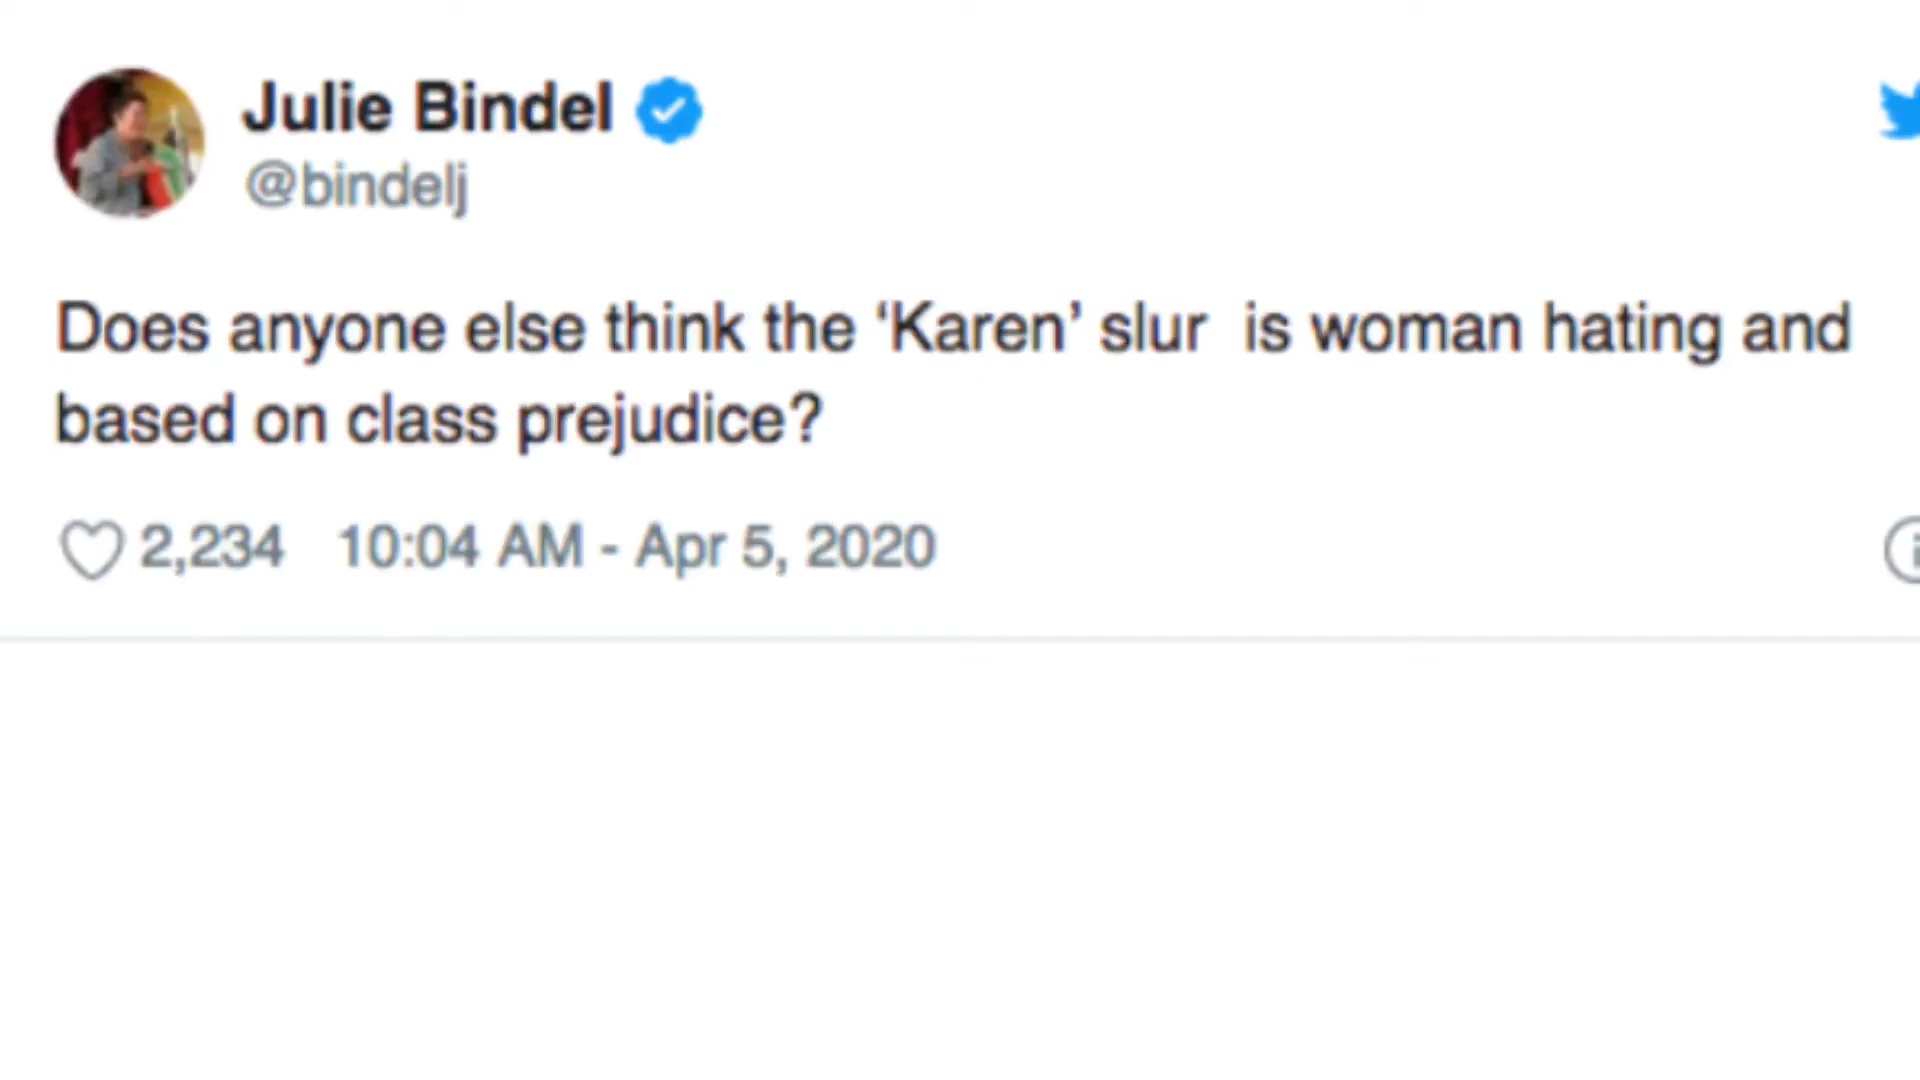 Julie Bindel
@bindelj
Does anyone else think the ‘Karen’ slur  is woman hating and
based on class prejudice?
2,234 10:04 AM - Apr 5, 2020